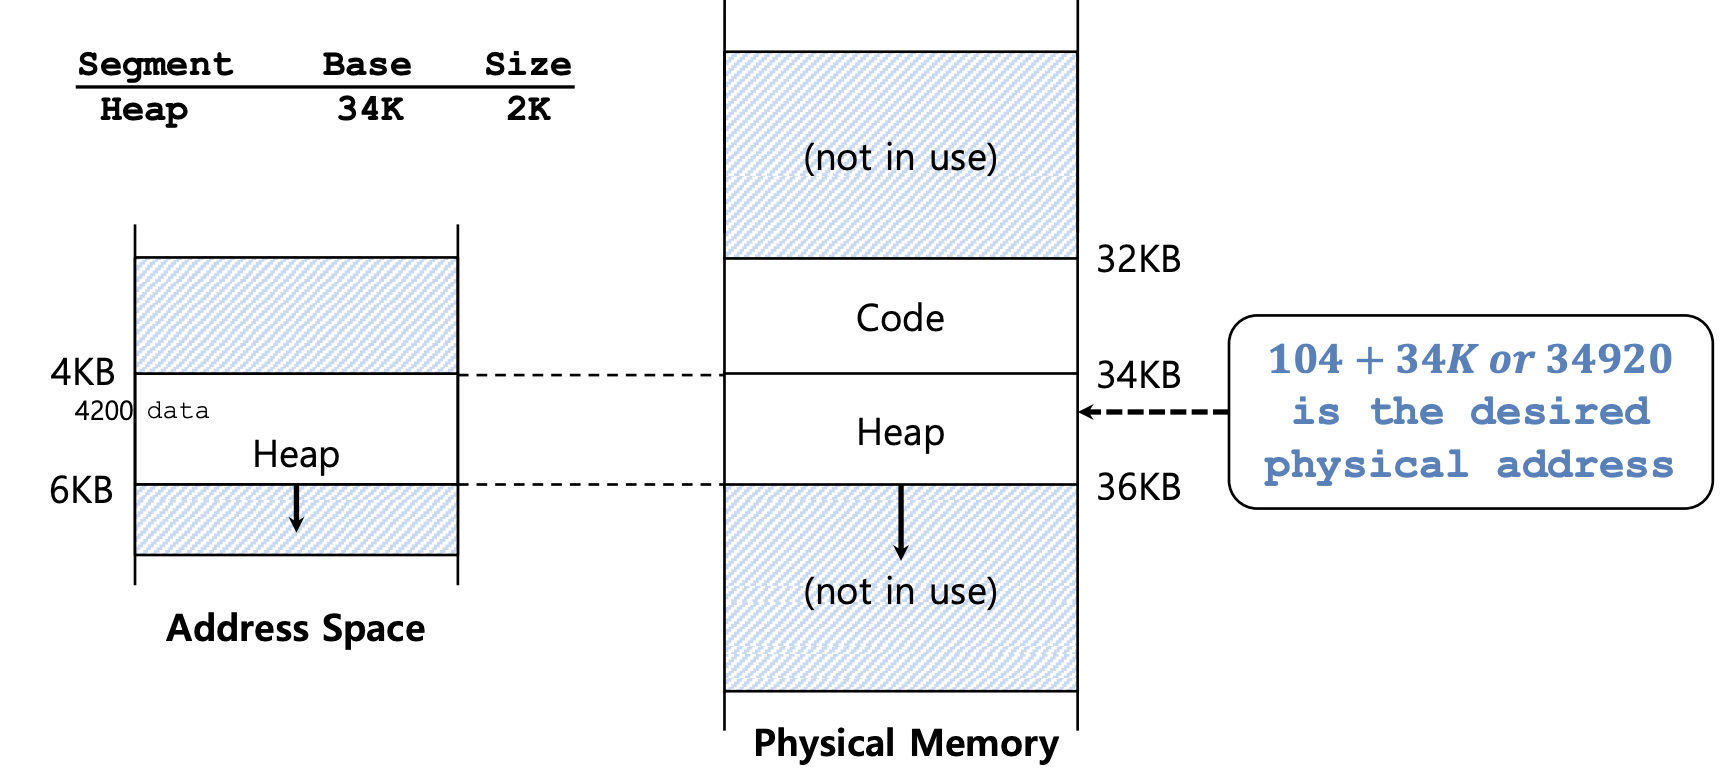 Segment Base Size
Heap 34K 2K
4KB
4200 data
Heap
6KB
Address Space
(not in use)
32KB
Code
34KB
Heap
36KB
(not in use)
Physical Memory
104 + 34K or 34920
is the desired
physical address